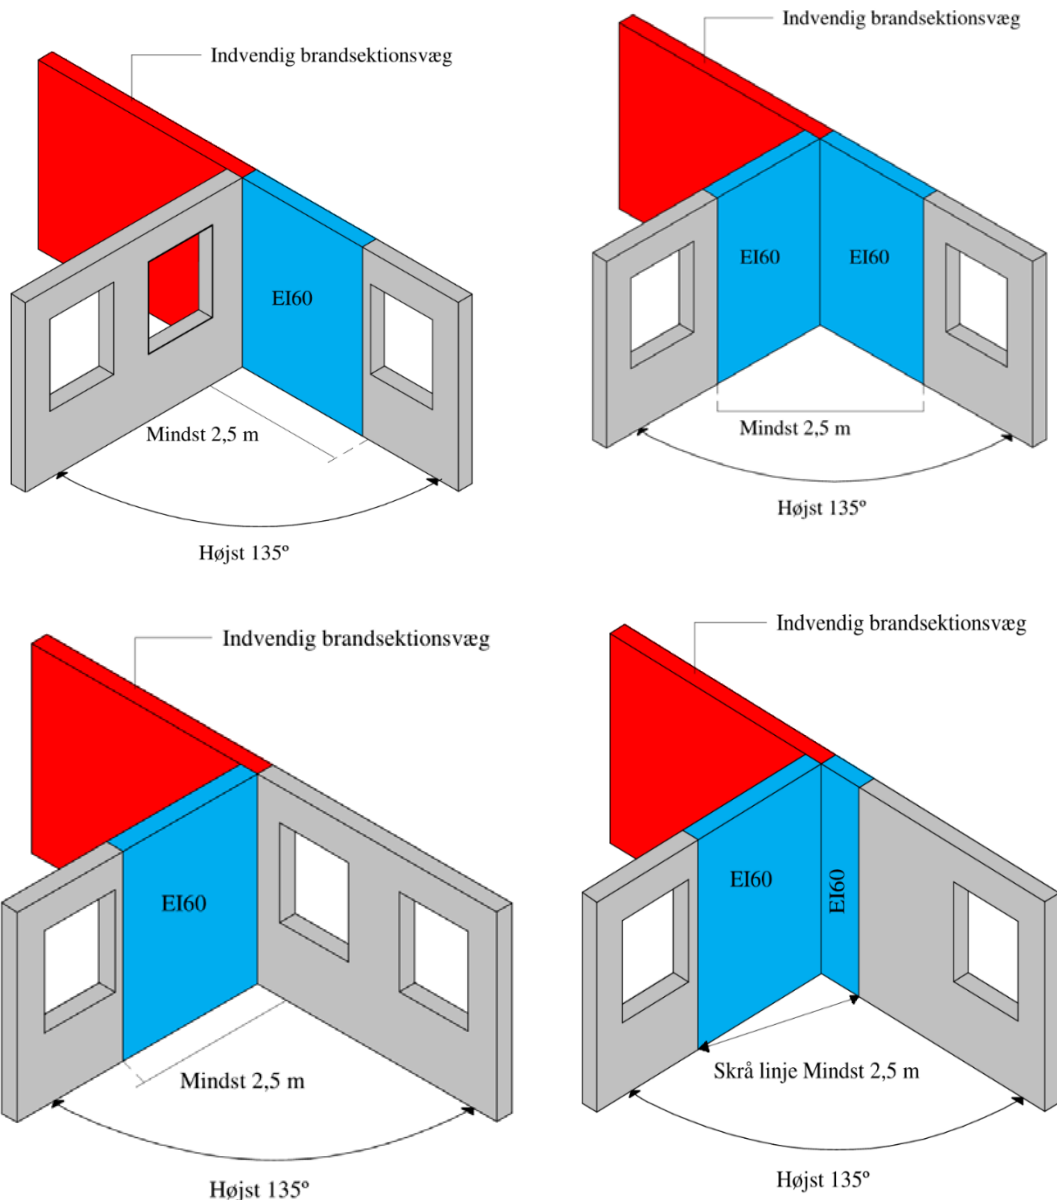 Indvendig brandsektionsvæg
EI60
Mindst 2,5 m
Højst 135º
Indvendig brandsektionsvæg
EI60
EI60
Mindst 2,5 m
Højst 135º
Indvendig brandsektionsvæg
EI60
Mindst 2,5 m
Højst 135º
Indvendig brandsektionsvæg
EI60
EI60
Skrå linje Mindst 2,5 m
Højst 135º